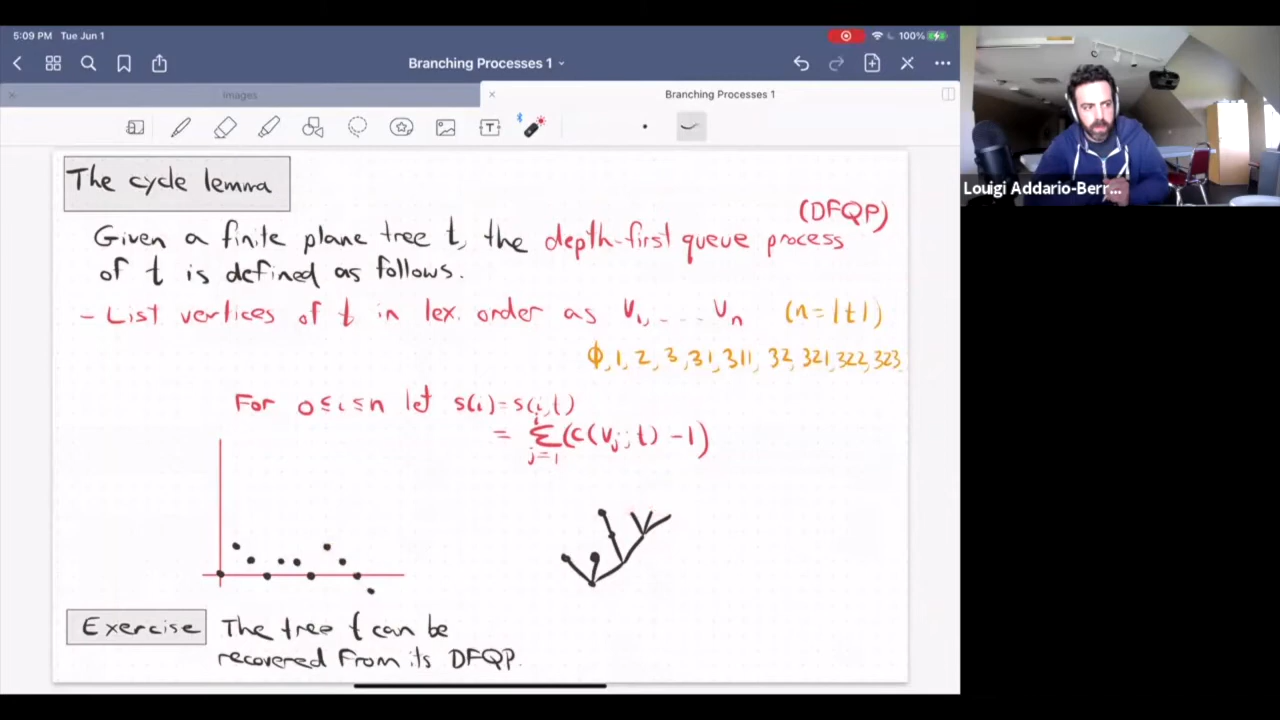 5:09 PM Tue Jun 1
100%
Branching Processes 1
Images
Branching Processes 1
Louigi Addario-Berr...
The cycle lemma
(DFQP)
Given a finite plane tree t, the depth-first queue process
of t is defined as follows.
- List vertices of t in lex. order as v1, .... vn (n=|t|)
∅, 1, 2, 3, 31, 311, 32, 321, 322, 323
For 0≤i≤n let s(i)=s(i,t)
= Σ_{j=1}^{i} (c(vj;t) -1)
Exercise The tree t can be
recovered from its DFQP.